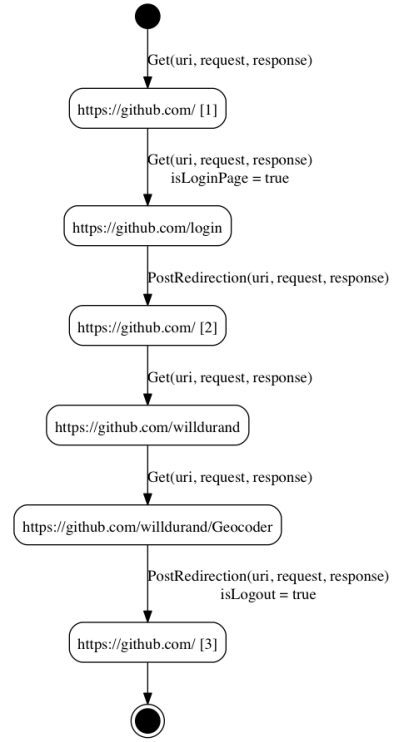 Get(uri, request, response)
https://github.com/ [1]
Get(uri, request, response)
isLoginPage = true
https://github.com/login
PostRedirection(uri, request, response)
https://github.com/ [2]
Get(uri, request, response)
https://github.com/willdurand
Get(uri, request, response)
https://github.com/willdurand/Geocoder
PostRedirection(uri, request, response)
isLogout = true
https://github.com/ [3]